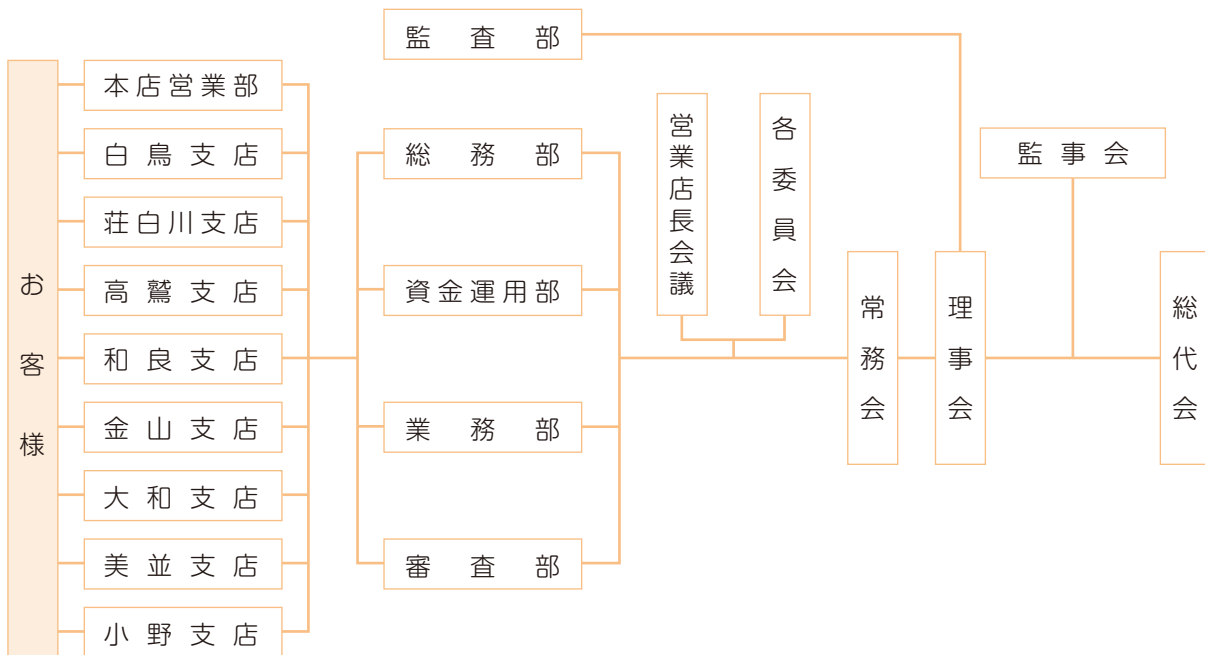 お客様
本店営業部
白鳥支店
荘白川支店
高鷲支店
和良支店
金山支店
大和支店
美並支店
小野支店
監査部
総務部
資金運用部
業務部
審査部
営業店長会議
各委員会
常務会
理事会
監事会
総代会